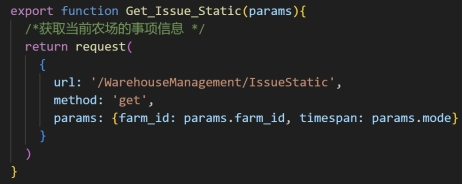 export function Get_Issue_Static(params){
/*获取当前农场的事项信息 */
return request(
{
url: '/WarehouseManagement/IssueStatic',
method: 'get',
params: {farm_id: params.farm_id, timespan: params.mode}
}
)
}